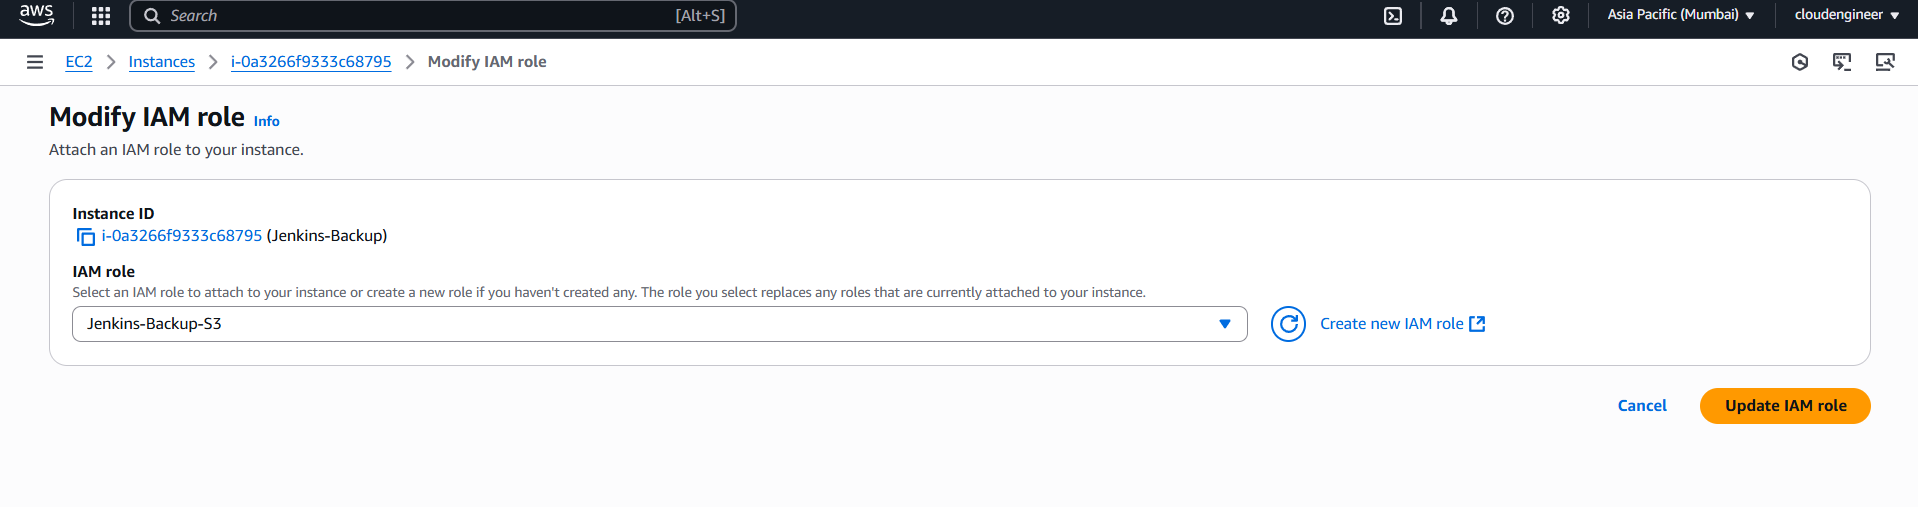 aws Search [Alt+S] Asia Pacific (Mumbai) cloudengineer
EC2 Instances i-0a3266f9333c68795 Modify IAM role
Modify IAM role Info
Attach an IAM role to your instance.
Instance ID
i-0a3266f9333c68795 (Jenkins-Backup)
IAM role
Select an IAM role to attach to your instance or create a new role if you haven't created any. The role you select replaces any roles that are currently attached to your instance.
Jenkins-Backup-S3 Create new IAM role
Cancel Update IAM role